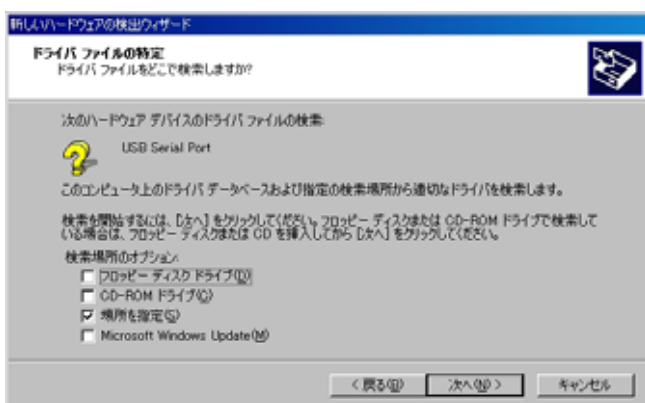 新しいハードウェアの検出ウィザード
ドライバ ファイルの特定
ドライバ ファイルをどこで検索しますか?
次のハードウェア デバイスのドライバ ファイルの検索:
USB Serial Port
このコンピュータ上のドライバ データベースおよび指定の検索場所から適切なドライバを検索します。
検索を開始するには、[次へ] をクリックしてください。フロッピー ディスクまたは CD-ROM ドライブで検索して
いる場合は、フロッピー ディスクまたは CD を挿入してから [次へ] をクリックしてください。
検索場所のオプション:
フロッピー ディスク ドライブ(D)
CD-ROM ドライブ(C)
場所を指定(S)
Microsoft Windows Update(M)
< 戻る(B) 次へ(N) > キャンセル